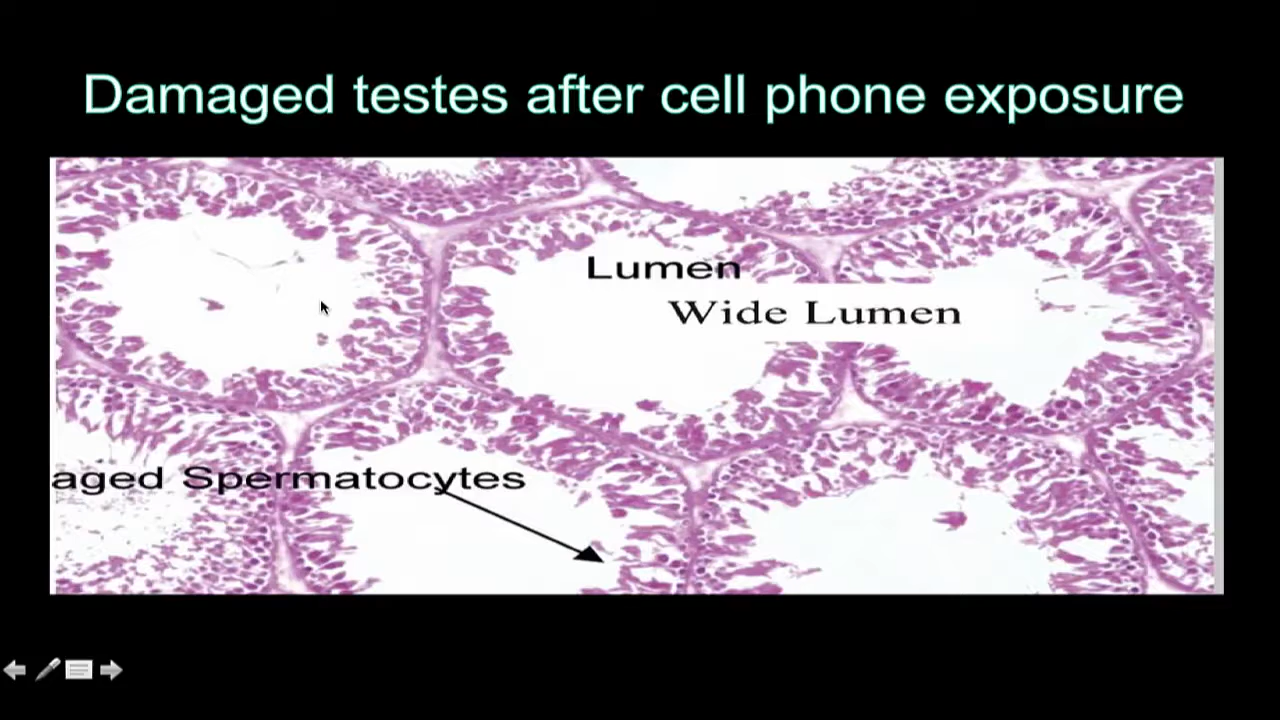 Damaged testes after cell phone exposure
Lumen
Wide Lumen
aged Spermatocytes